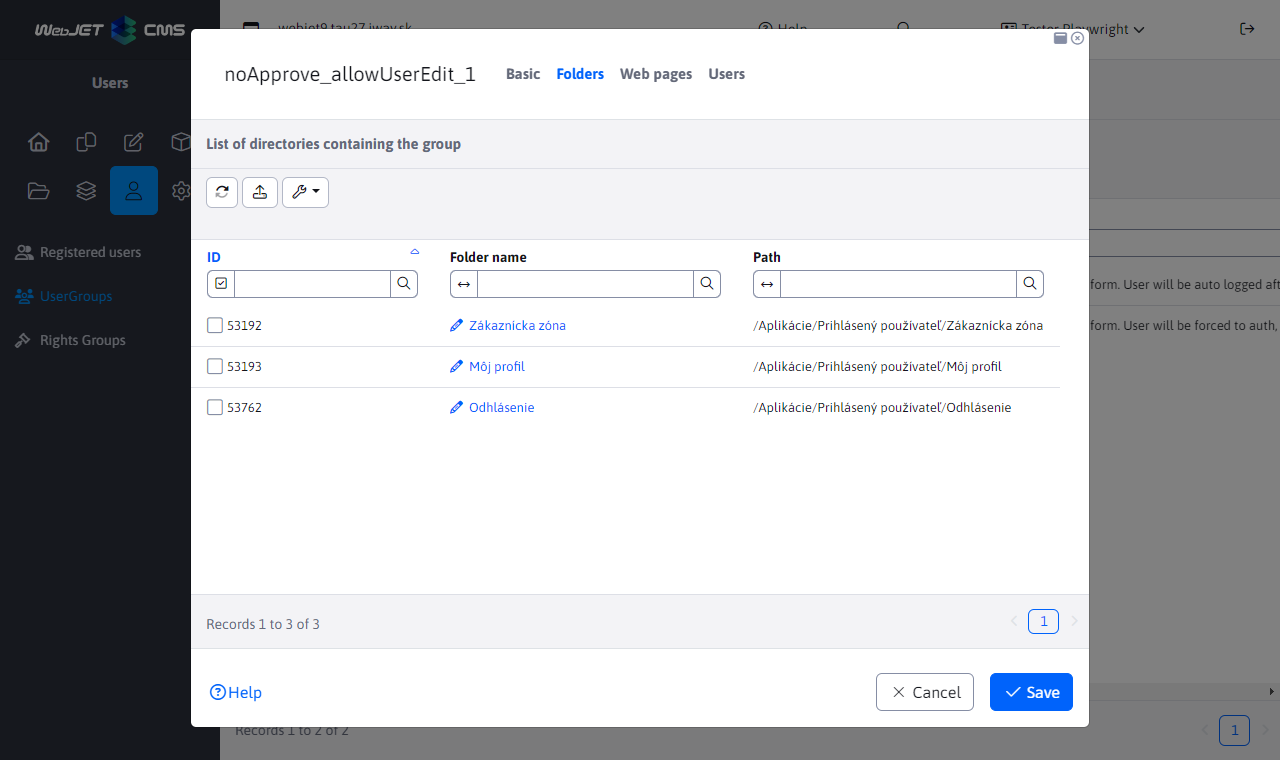 WebJET CMS
Help
Tester Playwright
Users
Registered users
UserGroups
Rights Groups
noApprove_allowUserEdit_1
Basic
Folders
Web pages
Users
List of directories containing the group
ID
Folder name
Path
53192
Zákaznícka zóna
/Aplikácie/Prihlásený používateľ/Zákaznícka zóna
53193
Môj profil
/Aplikácie/Prihlásený používateľ/Môj profil
53762
Odhlásenie
/Aplikácie/Prihlásený používateľ/Odhlásenie
form. User will be auto logged aft
form. User will be forced to auth,
Records 1 to 3 of 3
1
Help
Cancel
Save
Records 1 to 2 of 2
1